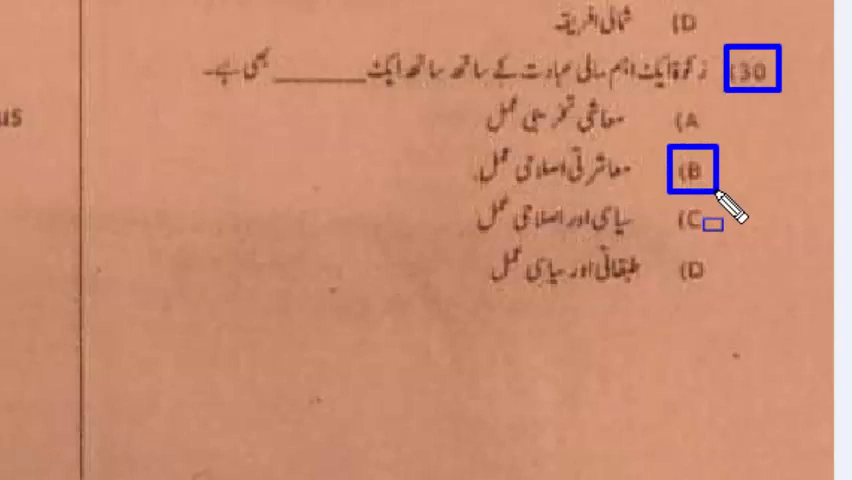 (D شمالی افریقہ
(30 زکوٰۃ ایک اہم مالی عبادت کے ساتھ ساتھ ایک ______ بھی ہے۔
(A معاشی تخریبی عمل
(B معاشرتی اصلاحی عمل
(C سیاسی اور اصلاحی عمل
(D طبقاتی اور سیاسی عمل